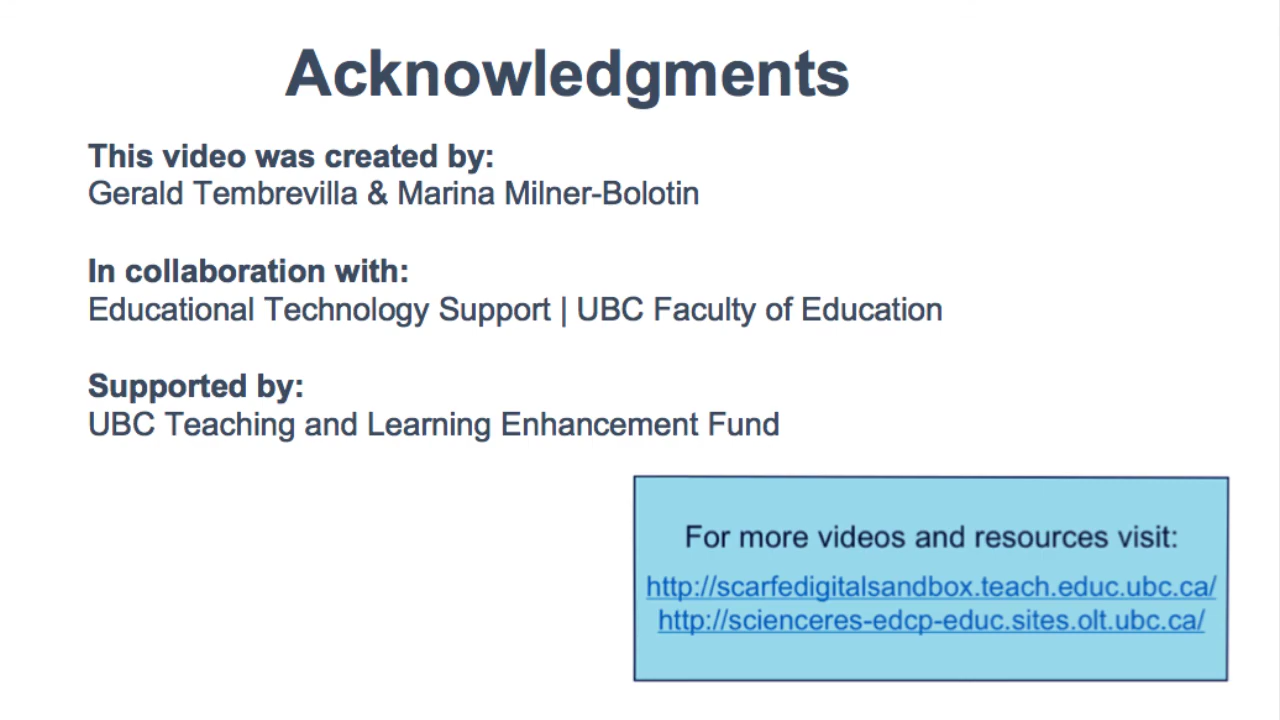 Acknowledgments
This video was created by:
Gerald Tembrevilla & Marina Milner-Bolotin
In collaboration with:
Educational Technology Support | UBC Faculty of Education
Supported by:
UBC Teaching and Learning Enhancement Fund
For more videos and resources visit:
http://scarfedigitalsandbox.teach.educ.ubc.ca/
http://scienceres-edcp-educ.sites.olt.ubc.ca/